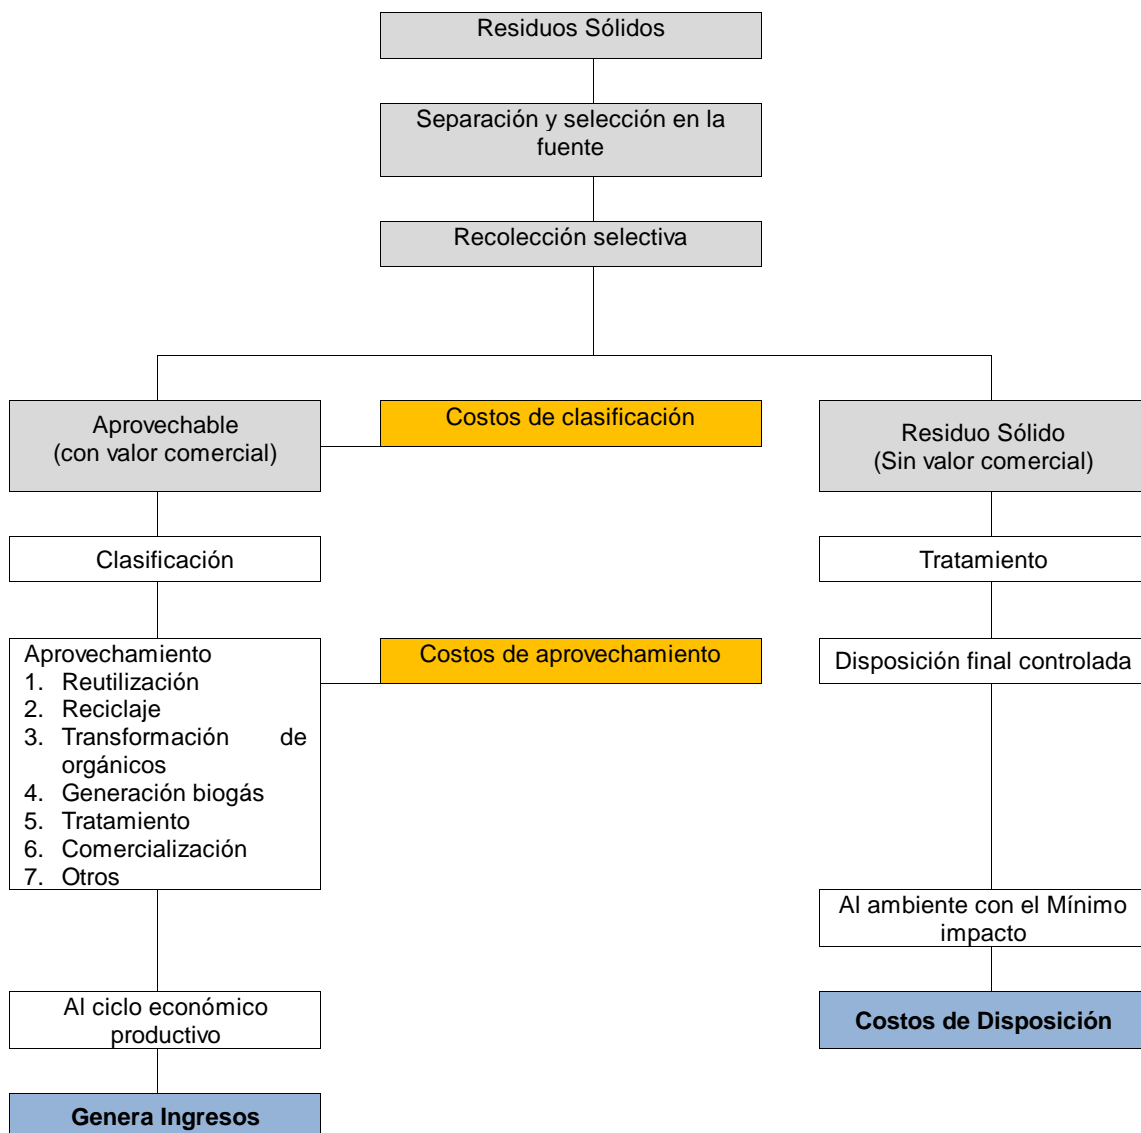 Residuos Sólidos
Separación y selección en la
fuente
Recolección selectiva
Aprovechable
(con valor comercial)
Costos de clasificación
Residuo Sólido
(Sin valor comercial)
Clasificación
Tratamiento
Aprovechamiento
1. Reutilización
2. Reciclaje
3. Transformación de
orgánicos
4. Generación biogás
5. Tratamiento
6. Comercialización
7. Otros
Costos de aprovechamiento
Disposición final controlada
Al ambiente con el Mínimo
impacto
Al ciclo económico
productivo
Costos de Disposición
Genera Ingresos